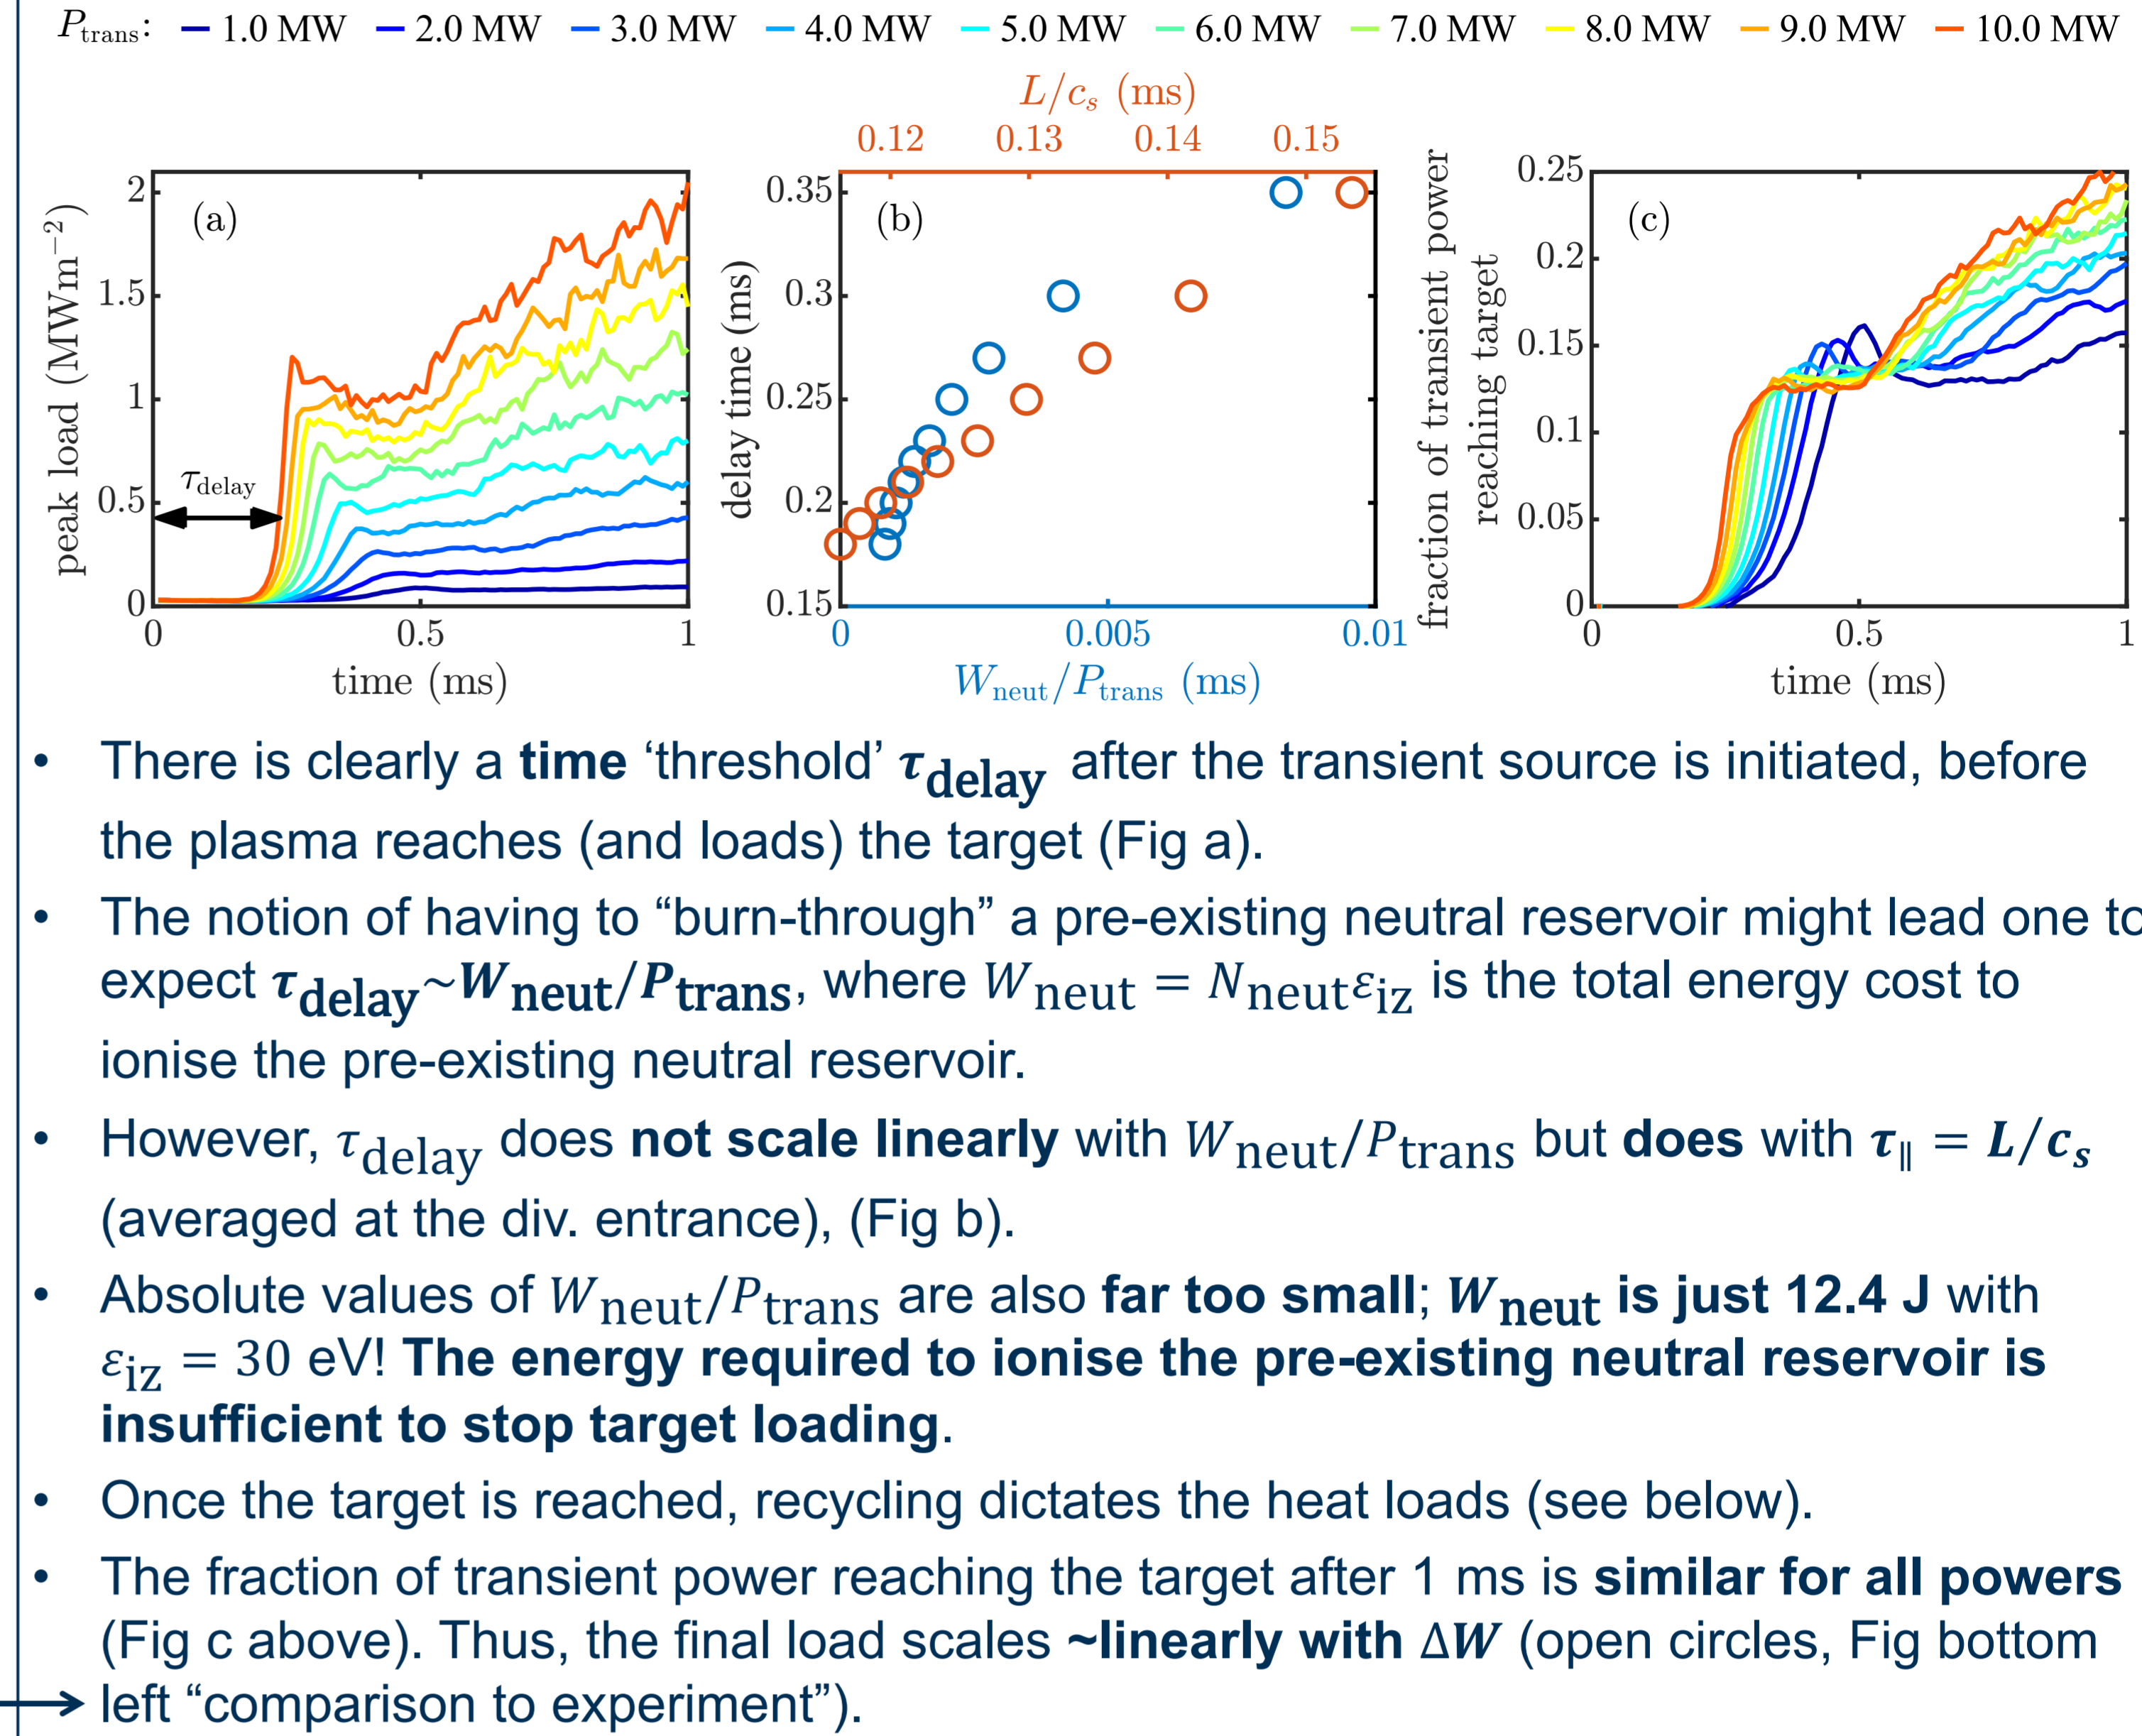 P_trans: 1.0 MW 2.0 MW 3.0 MW 4.0 MW 5.0 MW 6.0 MW 7.0 MW 8.0 MW 9.0 MW 10.0 MW
(a)
peak load (MWm⁻²)
2
1.5
1
0.5
0
τ_delay
0 0.5 1
time (ms)
L/c_s (ms)
0.12 0.13 0.14 0.15
(b)
delay time (ms)
0.35
0.3
0.25
0.2
0.15
0 0.005 0.01
W_neut/P_trans (ms)
(c)
fraction of transient power
reaching target
0.25
0.2
0.15
0.1
0.05
0
0 0.5 1
time (ms)
• There is clearly a time ‘threshold’ τ_delay after the transient source is initiated, before
the plasma reaches (and loads) the target (Fig a).
• The notion of having to “burn-through” a pre-existing neutral reservoir might lead one to
expect τ_delay~W_neut/P_trans, where W_neut = N_neut ε_iz is the total energy cost to
ionise the pre-existing neutral reservoir.
• However, τ_delay does not scale linearly with W_neut/P_trans but does with τ_∥ = L/c_s
(averaged at the div. entrance), (Fig b).
• Absolute values of W_neut/P_trans are also far too small; W_neut is just 12.4 J with
ε_iz = 30 eV! The energy required to ionise the pre-existing neutral reservoir is
insufficient to stop target loading.
• Once the target is reached, recycling dictates the heat loads (see below).
• The fraction of transient power reaching the target after 1 ms is similar for all powers
(Fig c above). Thus, the final load scales ~linearly with ΔW (open circles, Fig bottom
left “comparison to experiment”).